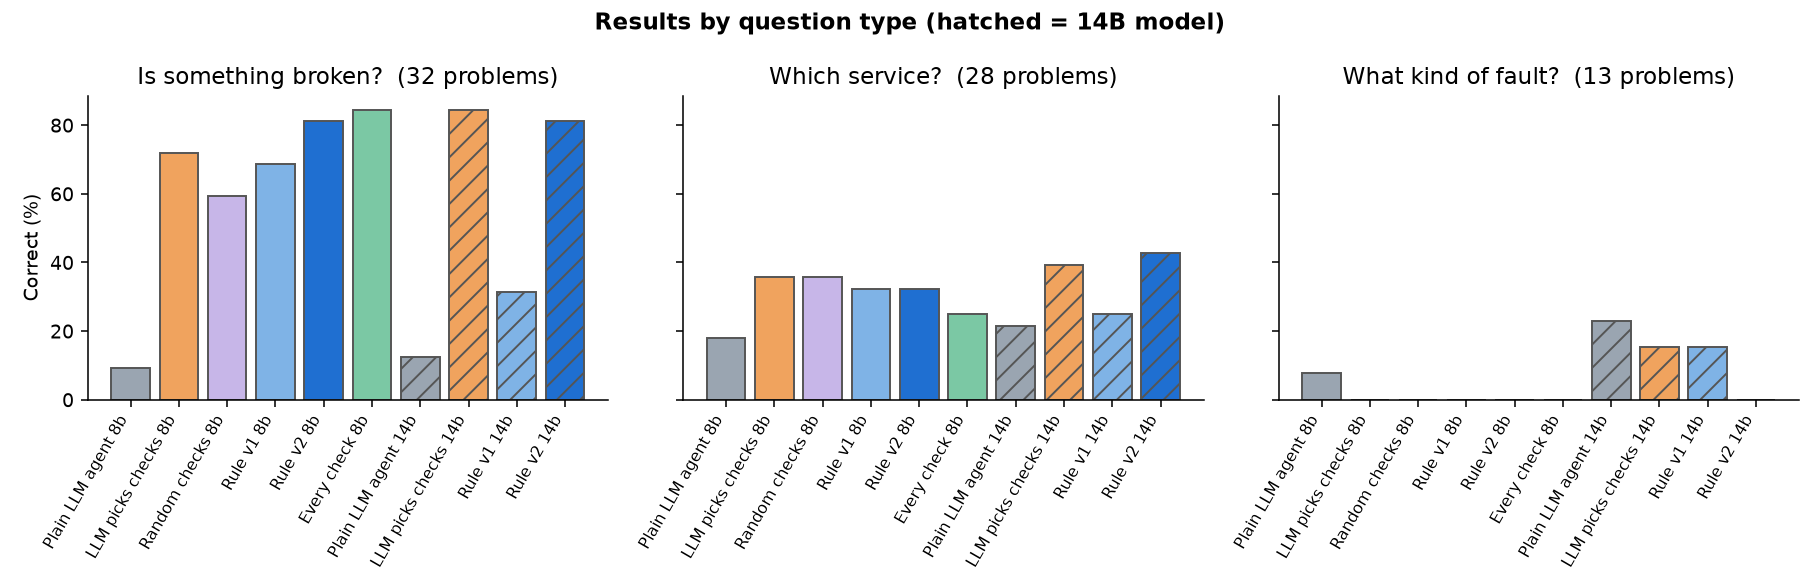 Results by question type (hatched = 14B model)
Is something broken?  (32 problems)
Correct (%)
80
60
40
20
0
Plain LLM agent 8b
LLM picks checks 8b
Random checks 8b
Rule v1 8b
Rule v2 8b
Every check 8b
Plain LLM agent 14b
LLM picks checks 14b
Rule v1 14b
Rule v2 14b
Which service?  (28 problems)
Plain LLM agent 8b
LLM picks checks 8b
Random checks 8b
Rule v1 8b
Rule v2 8b
Every check 8b
Plain LLM agent 14b
LLM picks checks 14b
Rule v1 14b
Rule v2 14b
What kind of fault?  (13 problems)
Plain LLM agent 8b
LLM picks checks 8b
Random checks 8b
Rule v1 8b
Rule v2 8b
Every check 8b
Plain LLM agent 14b
LLM picks checks 14b
Rule v1 14b
Rule v2 14b